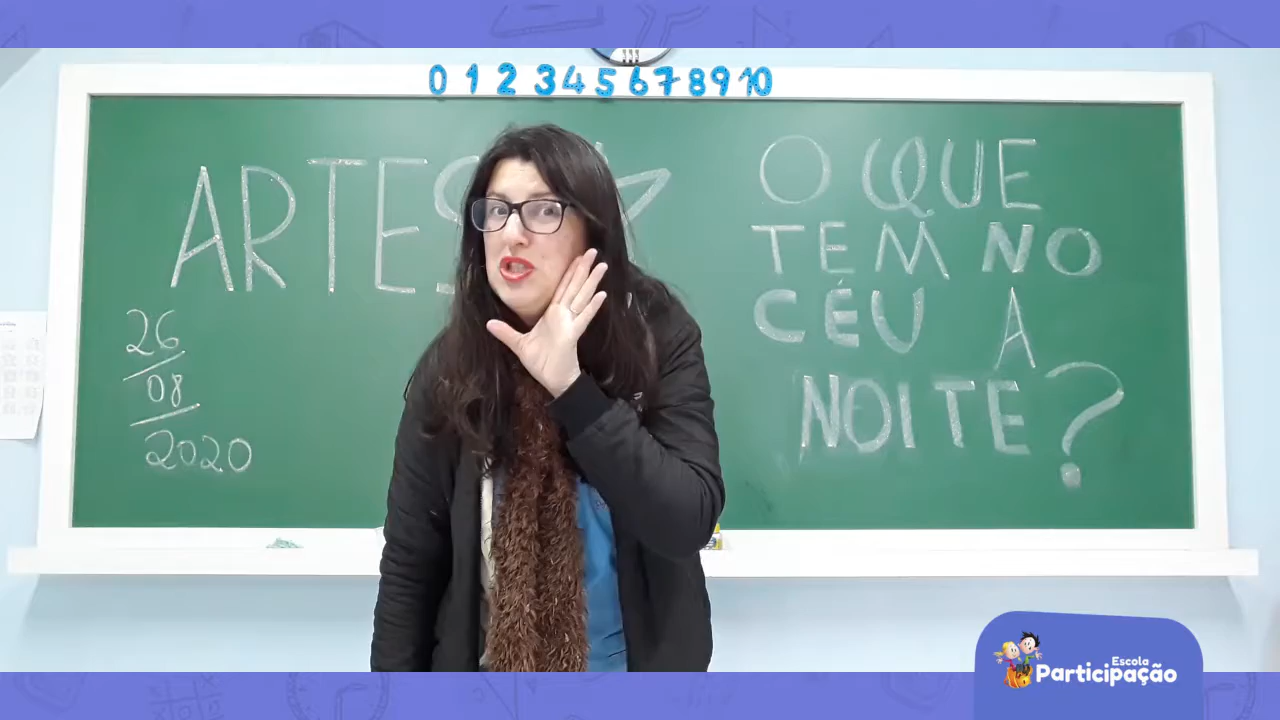 0 1 2 3 4 5 6 7 8 9 10
ARTES
26
08
2020
O QUE
TEM NO
CÉU A
NOITE?
Escola
Participação